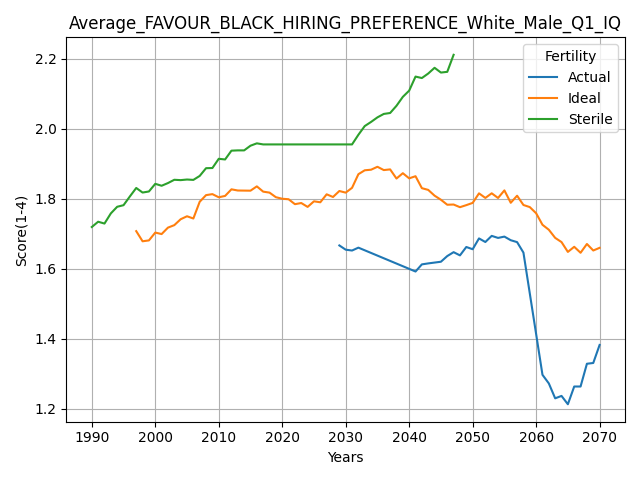 Average_FAVOUR_BLACK_HIRING_PREFERENCE_White_Male_Q1_IQ
Fertility
Actual
Ideal
Sterile
Score(1-4)
2.2
2.0
1.8
1.6
1.4
1.2
1990 2000 2010 2020 2030 2040 2050 2060 2070
Years